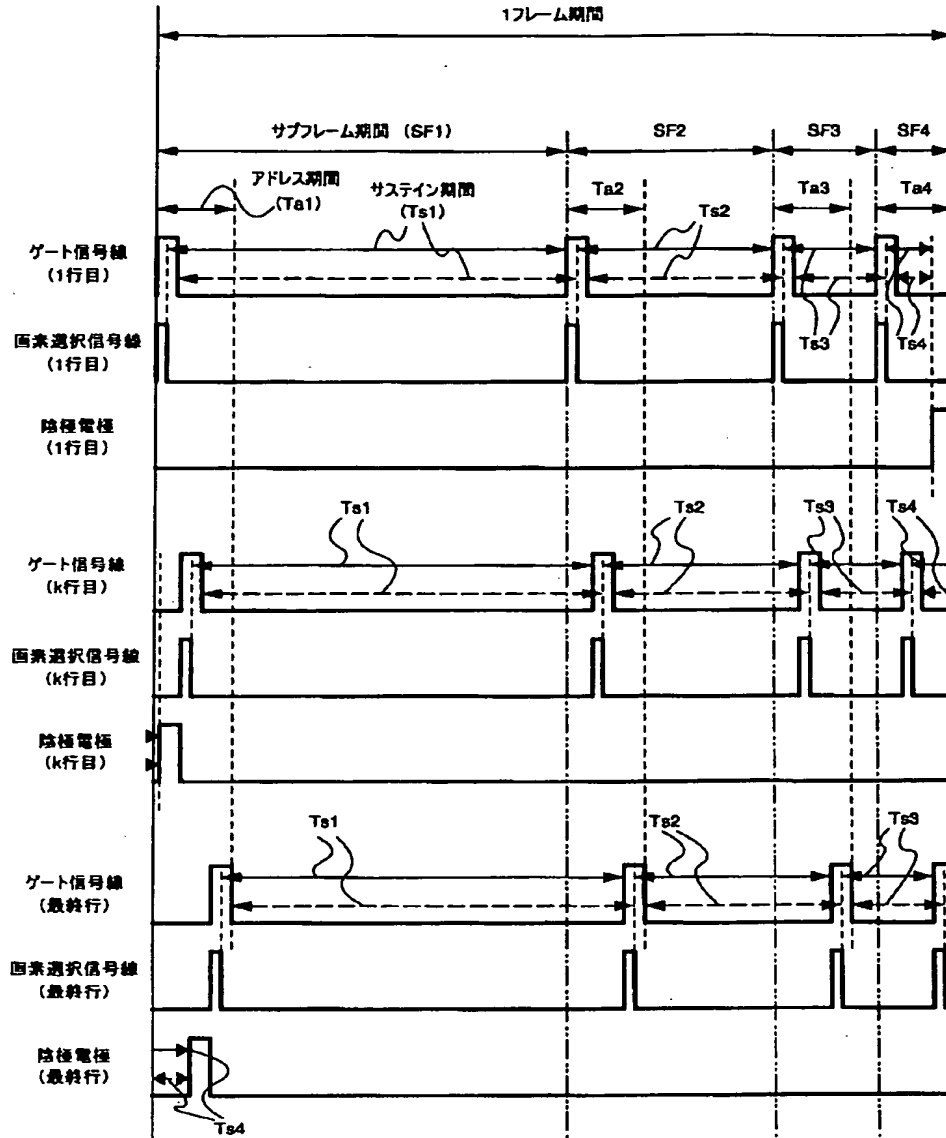 1フレーム期間
サブフレーム期間 (SF1)
SF2
SF3
SF4
アドレス期間
(Ta1)
サステイン期間
(Ts1)
Ta2
Ts2
Ta3
Ta4
ゲート信号線
(1行目)
Ts3
Ts4
画素選択信号線
(1行目)
陰極電極
(1行目)
Ts1
Ts2
Ts3
Ts4
ゲート信号線
(k行目)
画素選択信号線
(k行目)
陰極電極
(k行目)
Ts1
Ts2
Ts3
ゲート信号線
(最終行)
画素選択信号線
(最終行)
陰極電極
(最終行)
Ts4